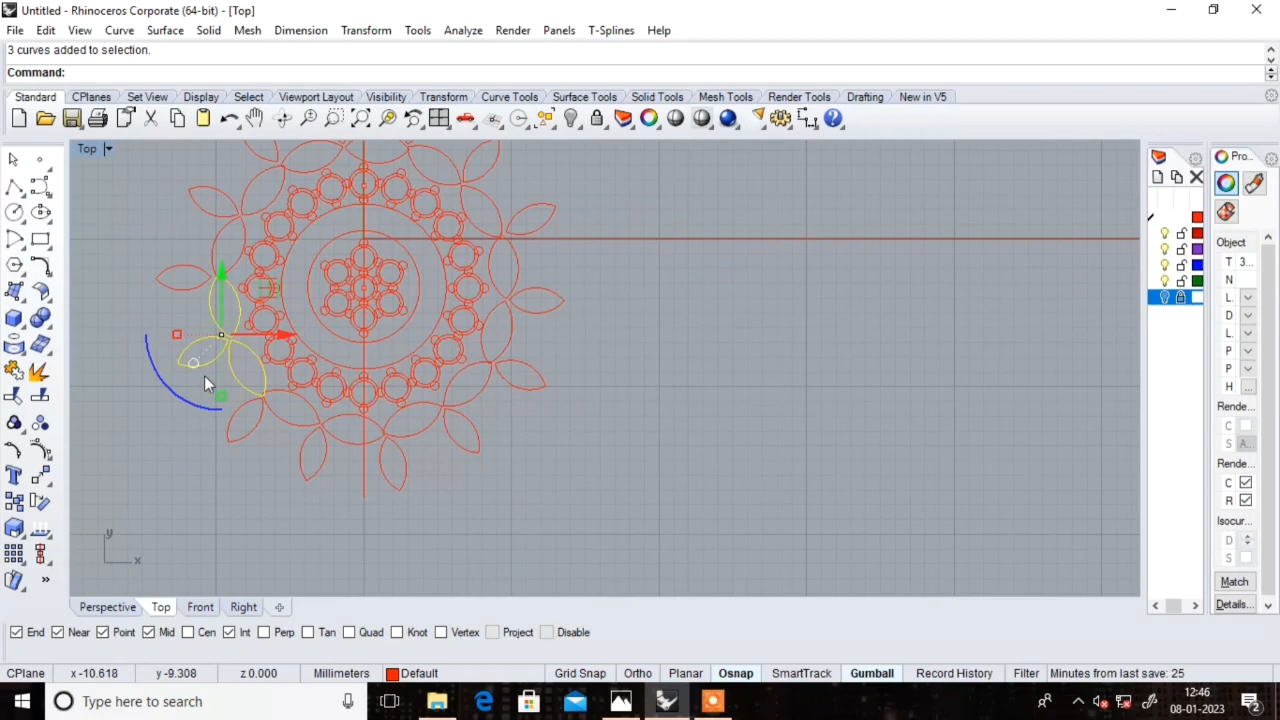 Untitled - Rhinoceros Corporate (64-bit) - [Top]
File Edit View Curve Surface Solid Mesh Dimension Transform Tools Analyze Render Panels T-Splines Help
3 curves added to selection.
Command:
Standard CPlanes Set View Display Select Viewport Layout Visibility Transform Curve Tools Surface Tools Solid Tools Mesh Tools Render Tools Drafting New in V5
Top
Pro...
Object
T 3...
N
L.
D
L.
P
P
H ...
Rende...
C
S A...
Rende...
C
R
Isocur...
D
S
Match
Details...
y
x
Perspective Top Front Right
End Near Point Mid Cen Int Perp Tan Quad Knot Vertex Project Disable
CPlane x -10.618 y -9.308 z 0.000 Millimeters Default Grid Snap Ortho Planar Osnap SmartTrack Gumball Record History Filter Minutes from last save: 25
Type here to search
12:46
08-01-2023
2